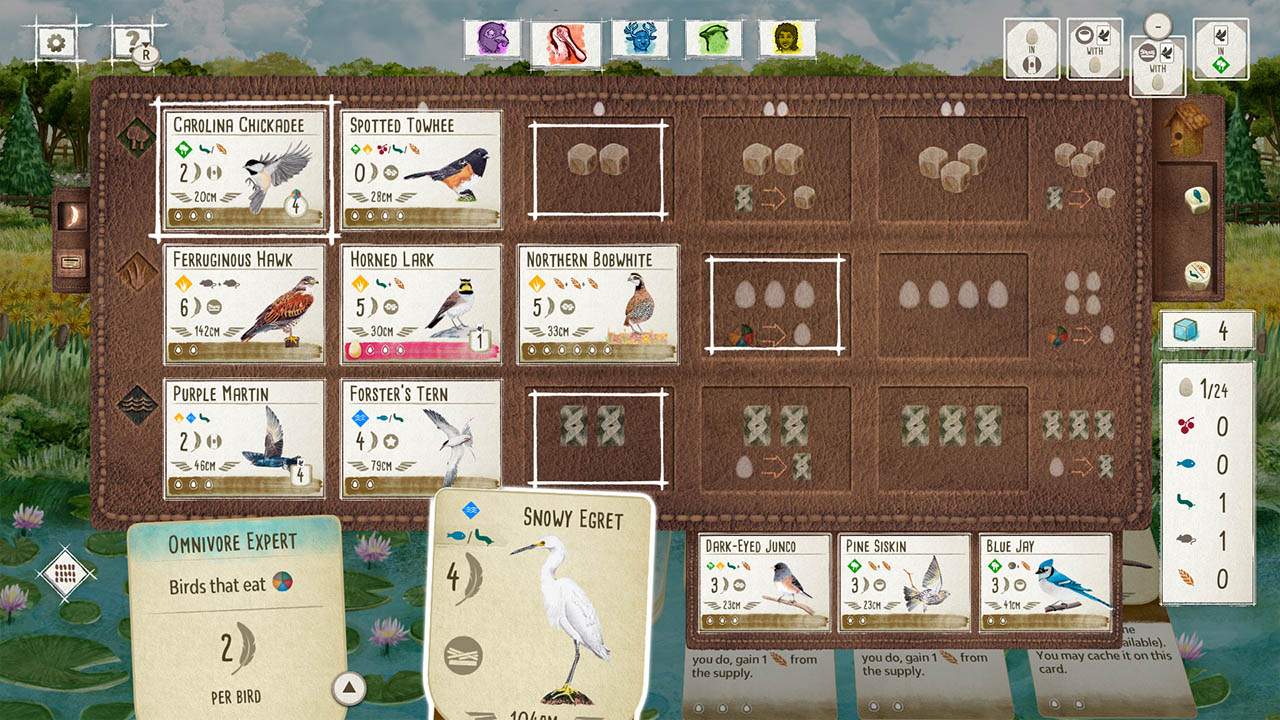 R
IN
WITH
-
WITH
IN
CAROLINA CHICKADEE
2
20CM
4
SPOTTED TOWHEE
0
28CM
FERRUGINOUS HAWK
6
142CM
HORNED LARK
5
30CM
1
NORTHERN BOBWHITE
5
33CM
PURPLE MARTIN
2
46CM
4
FORSTER'S TERN
4
79CM
4
1/24
0
0
1
1
0
OMNIVORE EXPERT
Birds that eat
2
PER BIRD
SNOWY EGRET
4
104CM
DARK-EYED JUNCO
3
23CM
PINE SISKIN
3
23CM
BLUE JAY
3
41CM
you do, gain 1 from
the supply.
you do, gain 1 from
the supply.
available).
You may cache it on this
card.